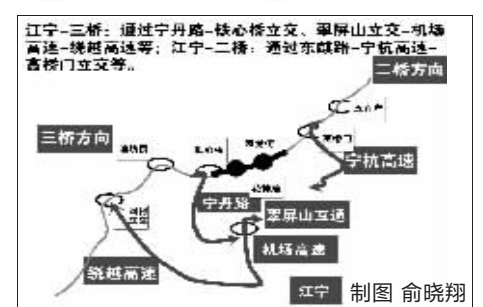 江宁-三桥：通过宁丹路-铁心桥立交、翠屏山立交-机场
高速-绕越高速等；江宁-二桥：通过东麒路-宁杭高速-
高桥门立交等。
二桥方向
三桥方向
宁杭高速
宁丹路
翠屏山互通
机场高速
绕越高速
江宁
制图 俞晓翔